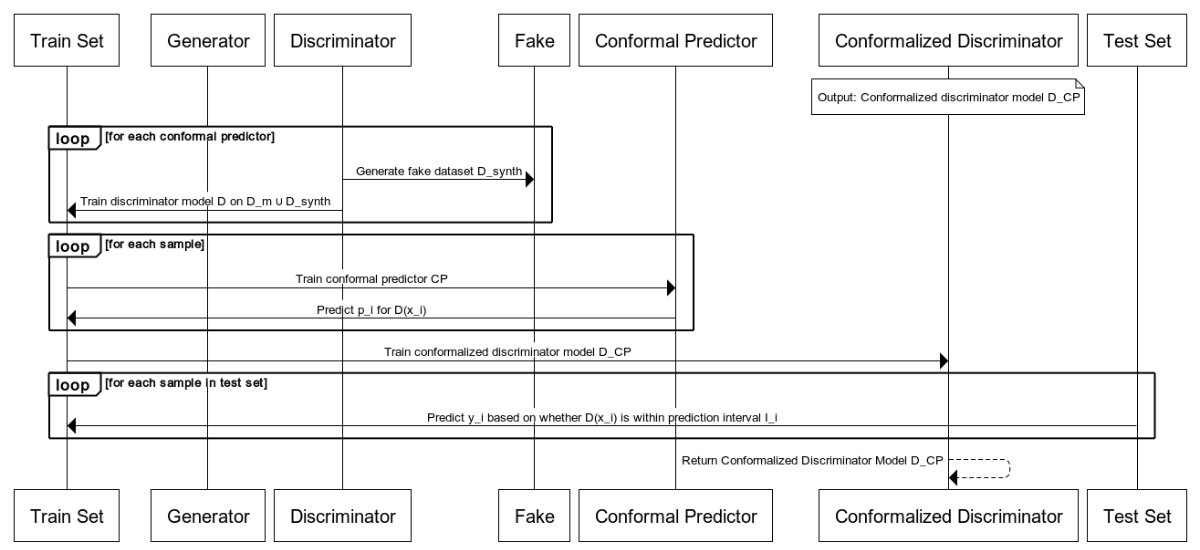 Train Set
Generator
Discriminator
Fake
Conformal Predictor
Conformalized Discriminator
Test Set
Output: Conformalized discriminator model D_CP
loop [for each conformal predictor]
Generate fake dataset D_synth
Train discriminator model D on D_m ∪ D_synth
loop [for each sample]
Train conformal predictor CP
Predict p_i for D(x_i)
Train conformalized discriminator model D_CP
loop [for each sample in test set]
Predict y_i based on whether D(x_i) is within prediction interval I_i
Return Conformalized Discriminator Model D_CP
Train Set
Generator
Discriminator
Fake
Conformal Predictor
Conformalized Discriminator
Test Set